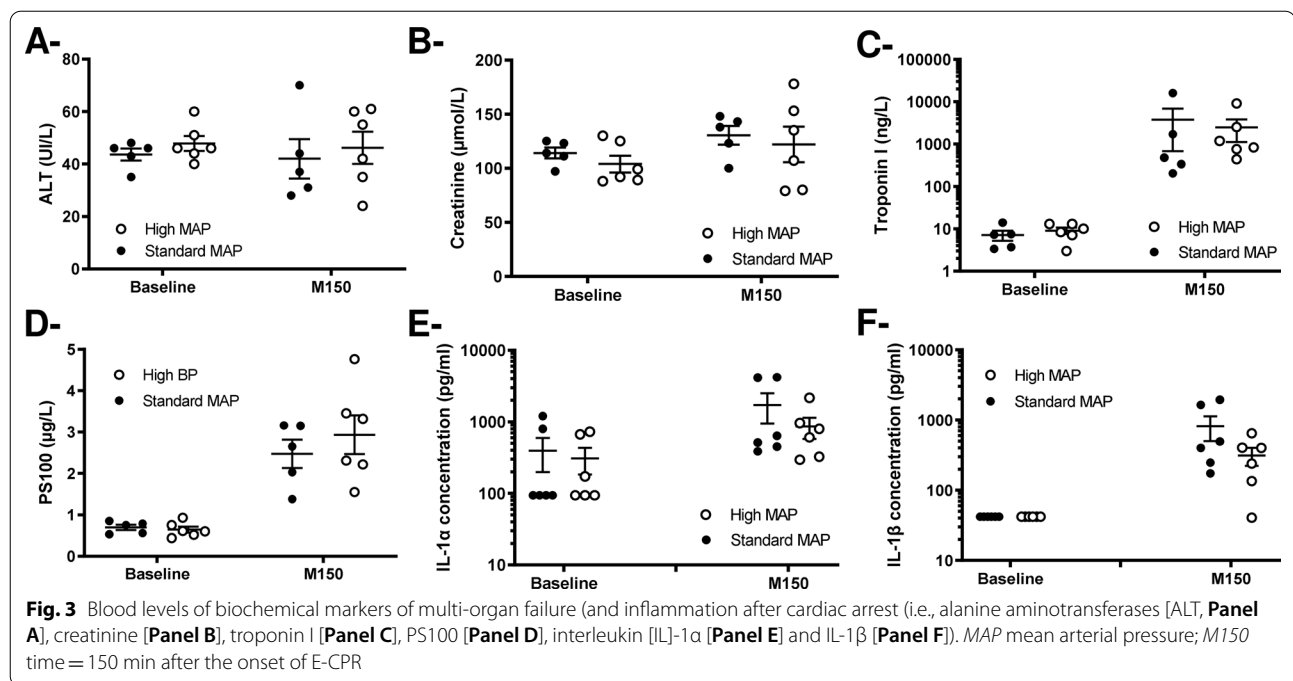 A-
ALT (UI/L)
80
60
40
20
0
High MAP
Standard MAP
Baseline
M150
B-
Creatinine (µmol/L)
200
150
100
50
0
High MAP
Standard MAP
Baseline
M150
C-
Troponin I (ng/L)
100000
10000
1000
100
10
1
High MAP
Standard MAP
Baseline
M150
D-
PS100 (µg/L)
5
4
3
2
1
0
High BP
Standard MAP
Baseline
M150
E-
IL-1α concentration (pg/ml)
10000
1000
100
10
High MAP
Standard MAP
Baseline
M150
F-
IL-1β concentration (pg/ml)
10000
1000
100
10
High MAP
Standard MAP
Baseline
M150
Fig. 3 Blood levels of biochemical markers of multi-organ failure (and inflammation after cardiac arrest (i.e., alanine aminotransferases [ALT, Panel
A], creatinine [Panel B], troponin I [Panel C], PS100 [Panel D], interleukin [IL]-1α [Panel E] and IL-1β [Panel F]). MAP mean arterial pressure; M150
time = 150 min after the onset of E-CPR